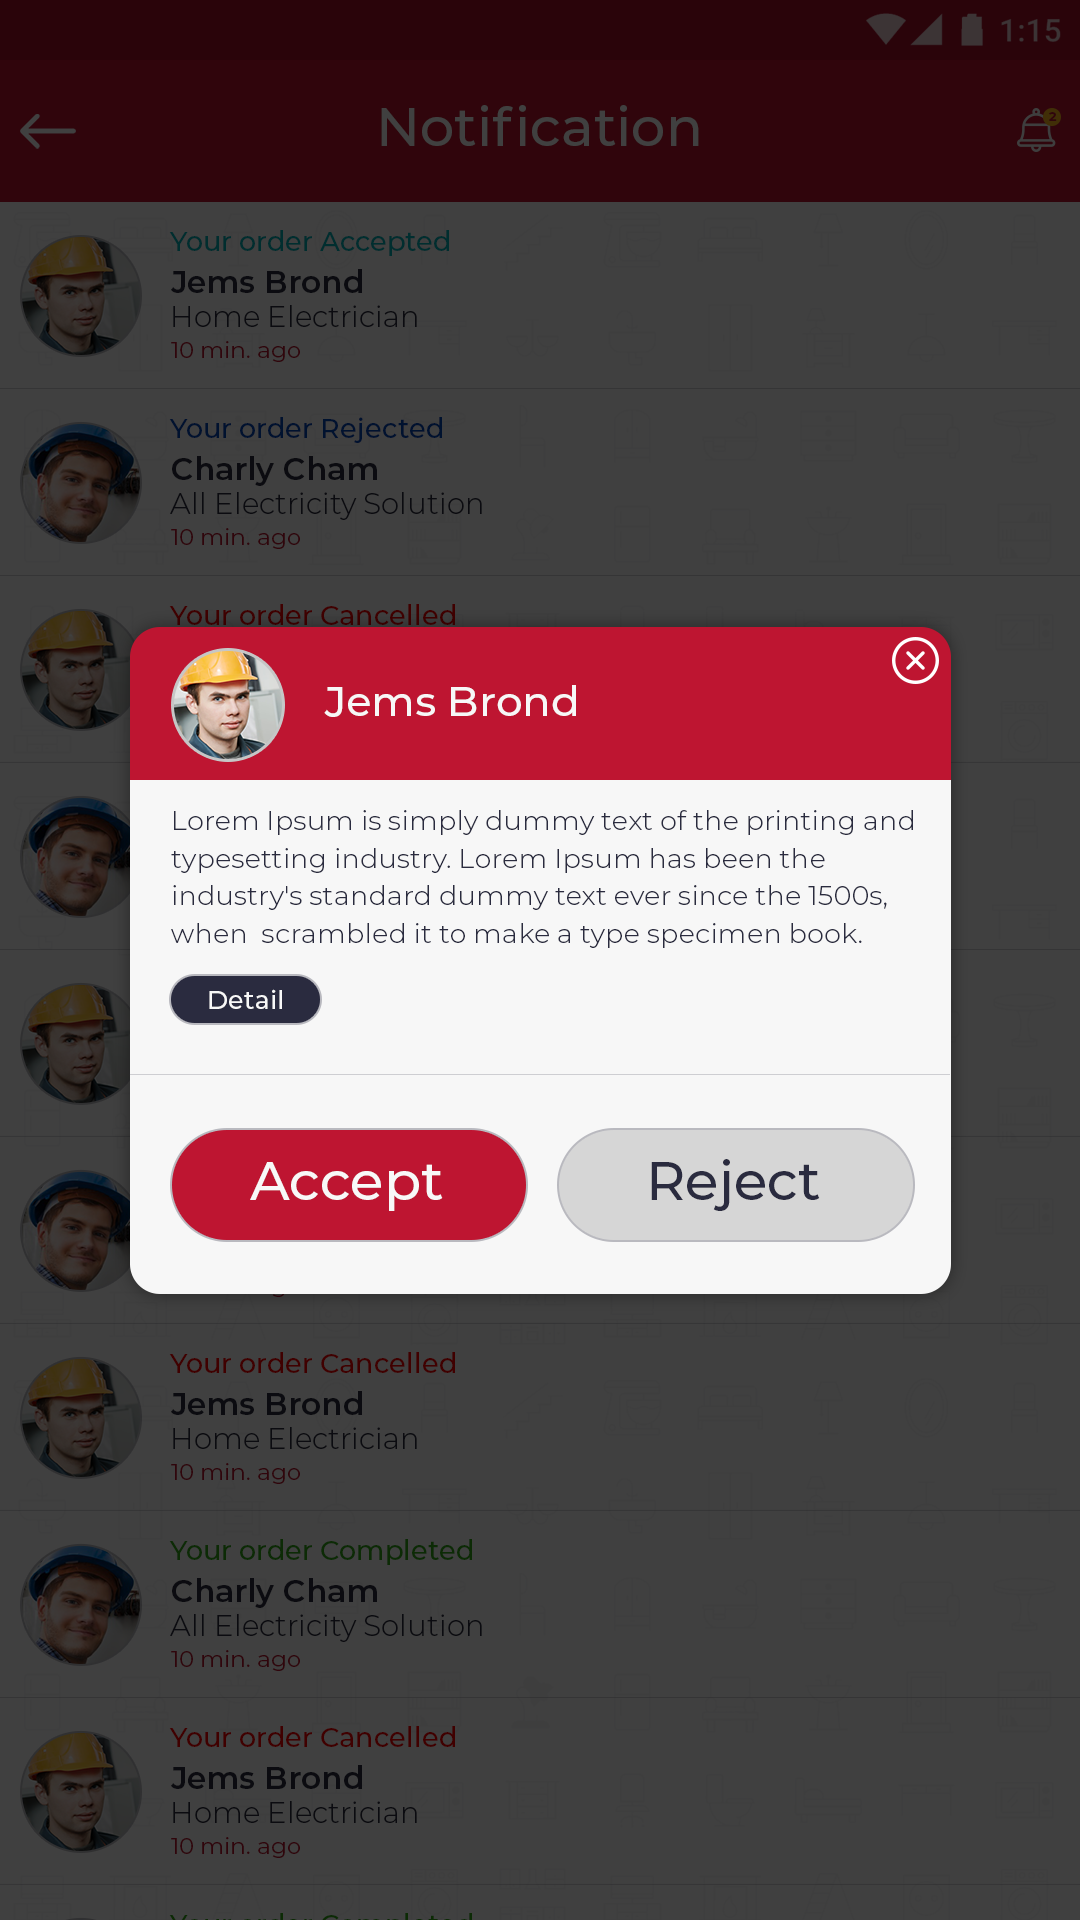 1:15
Notification
2
Your order Accepted
Jems Brond
Home Electrician
10 min. ago
Your order Rejected
Charly Cham
All Electricity Solution
10 min. ago
Your order Cancelled
Jems Brond
Lorem Ipsum is simply dummy text of the printing and
typesetting industry. Lorem Ipsum has been the
industry's standard dummy text ever since the 1500s,
when scrambled it to make a type specimen book.
Detail
Accept
Reject
Your order Cancelled
Jems Brond
Home Electrician
10 min. ago
Your order Completed
Charly Cham
All Electricity Solution
10 min. ago
Your order Cancelled
Jems Brond
Home Electrician
10 min. ago
Your order Completed